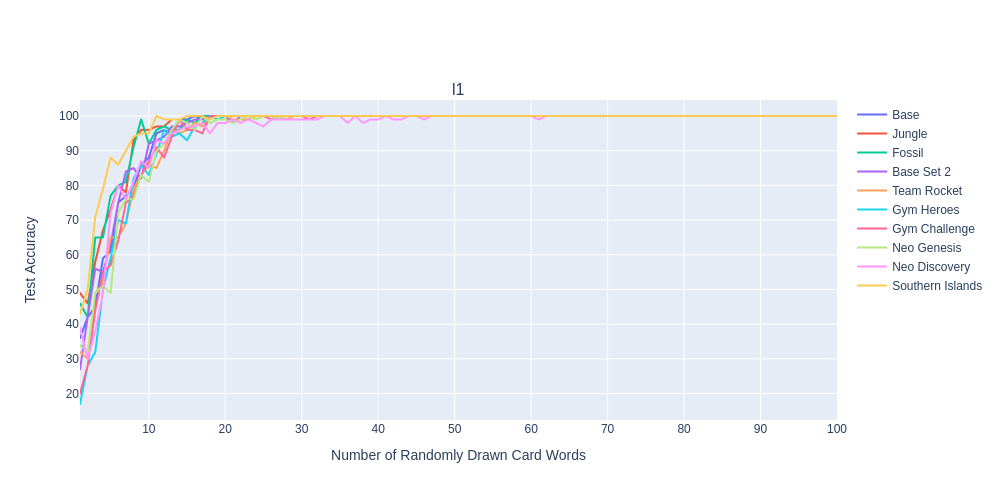 l1
100
90
80
70
60
50
40
30
20
Test Accuracy
10 20 30 40 50 60 70 80 90 100
Number of Randomly Drawn Card Words
Base
Jungle
Fossil
Base Set 2
Team Rocket
Gym Heroes
Gym Challenge
Neo Genesis
Neo Discovery
Southern Islands